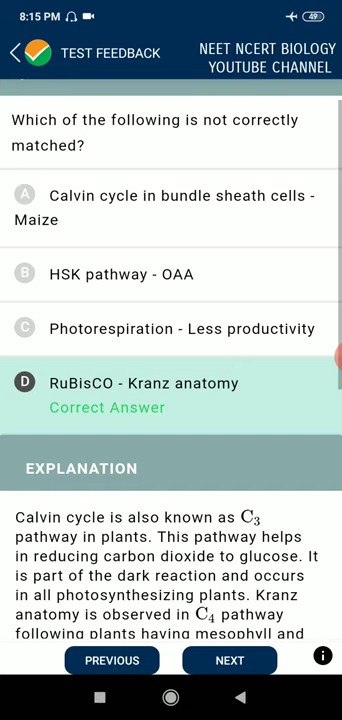 8:15 PM
49
TEST FEEDBACK
NEET NCERT BIOLOGY
YOUTUBE CHANNEL
Which of the following is not correctly
matched?
A Calvin cycle in bundle sheath cells -
Maize
B HSK pathway - OAA
C Photorespiration - Less productivity
D RuBisCO - Kranz anatomy
Correct Answer
EXPLANATION
Calvin cycle is also known as C₃
pathway in plants. This pathway helps
in reducing carbon dioxide to glucose. It
is part of the dark reaction and occurs
in all photosynthesizing plants. Kranz
anatomy is observed in C₄ pathway
following plants having mesophyll and
PREVIOUS
NEXT